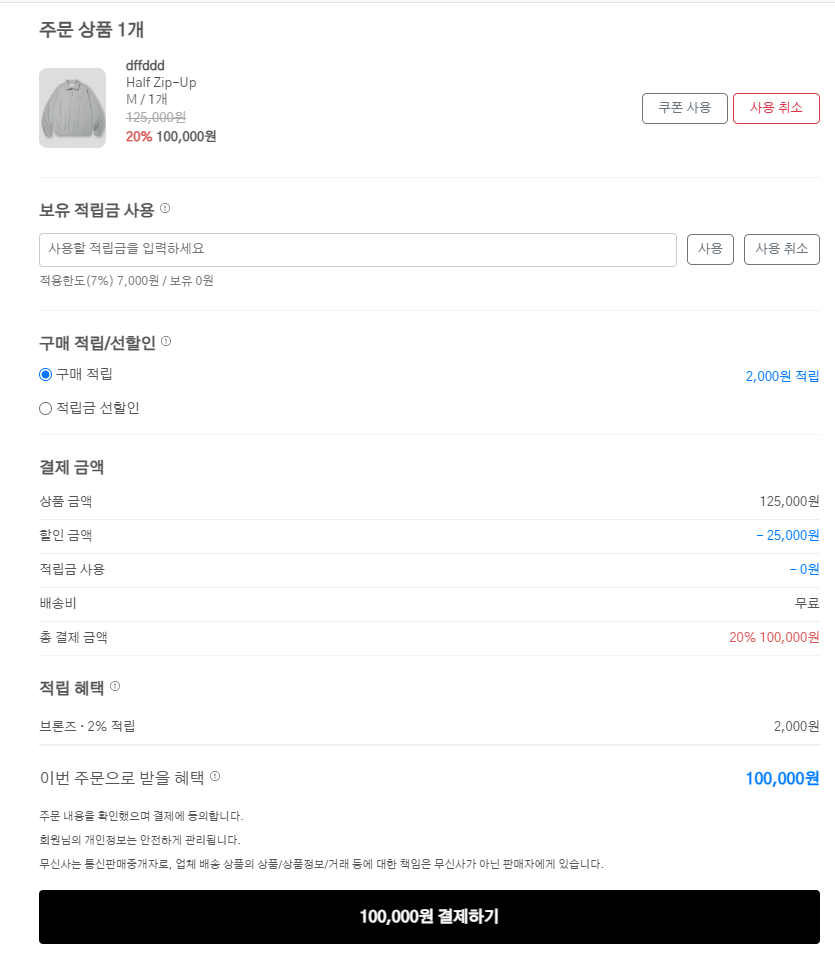 주문 상품 1개
dffddd
Half Zip-Up
M / 1개
125,000원
20% 100,000원
쿠폰 사용
사용 취소
보유 적립금 사용
사용할 적립금을 입력하세요
사용
사용 취소
적용한도(7%) 7,000원 / 보유 0원
구매 적립/선할인
구매 적립
2,000원 적립
적립금 선할인
결제 금액
상품 금액 125,000원
할인 금액 - 25,000원
적립금 사용 - 0원
배송비 무료
총 결제 금액 20% 100,000원
적립 혜택
브론즈 · 2% 적립 2,000원
이번 주문으로 받을 혜택 100,000원
주문 내용을 확인했으며 결제에 동의합니다.
회원님의 개인정보는 안전하게 관리됩니다.
무신사는 통신판매중개자로, 업체 배송 상품의 상품/상품정보/거래 등에 대한 책임은 무신사가 아닌 판매자에게 있습니다.
100,000원 결제하기